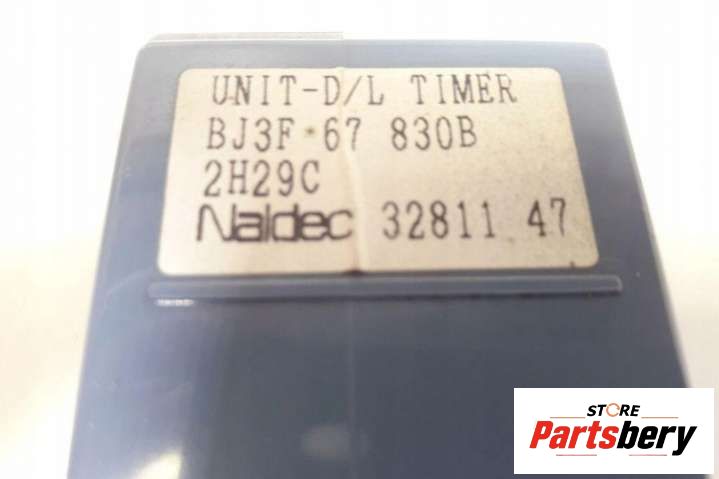 UNIT-D/L TIMER
BJ3F 67 830B
2H29C
Naldec 32811 47
STORE
Partsbery